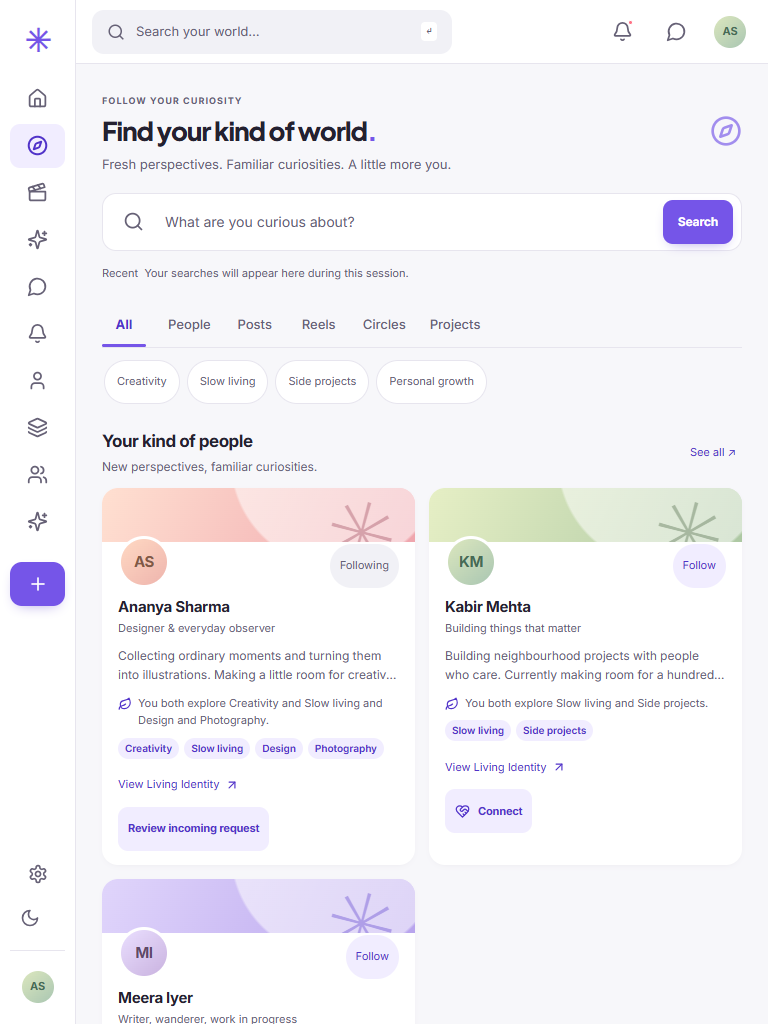 Search your world...
AS
FOLLOW YOUR CURIOSITY
Find your kind of world.
Fresh perspectives. Familiar curiosities. A little more you.
What are you curious about?
Search
Recent Your searches will appear here during this session.
All People Posts Reels Circles Projects
Creativity Slow living Side projects Personal growth
Your kind of people
See all
New perspectives, familiar curiosities.
AS
Following
Ananya Sharma
Designer & everyday observer
Collecting ordinary moments and turning them
into illustrations. Making a little room for creativ...
You both explore Creativity and Slow living and
Design and Photography.
Creativity Slow living Design Photography
View Living Identity
Review incoming request
KM
Follow
Kabir Mehta
Building things that matter
Building neighbourhood projects with people
who care. Currently making room for a hundred...
You both explore Slow living and Side projects.
Slow living Side projects
View Living Identity
Connect
MI
Follow
Meera Iyer
Writer, wanderer, work in progress
AS